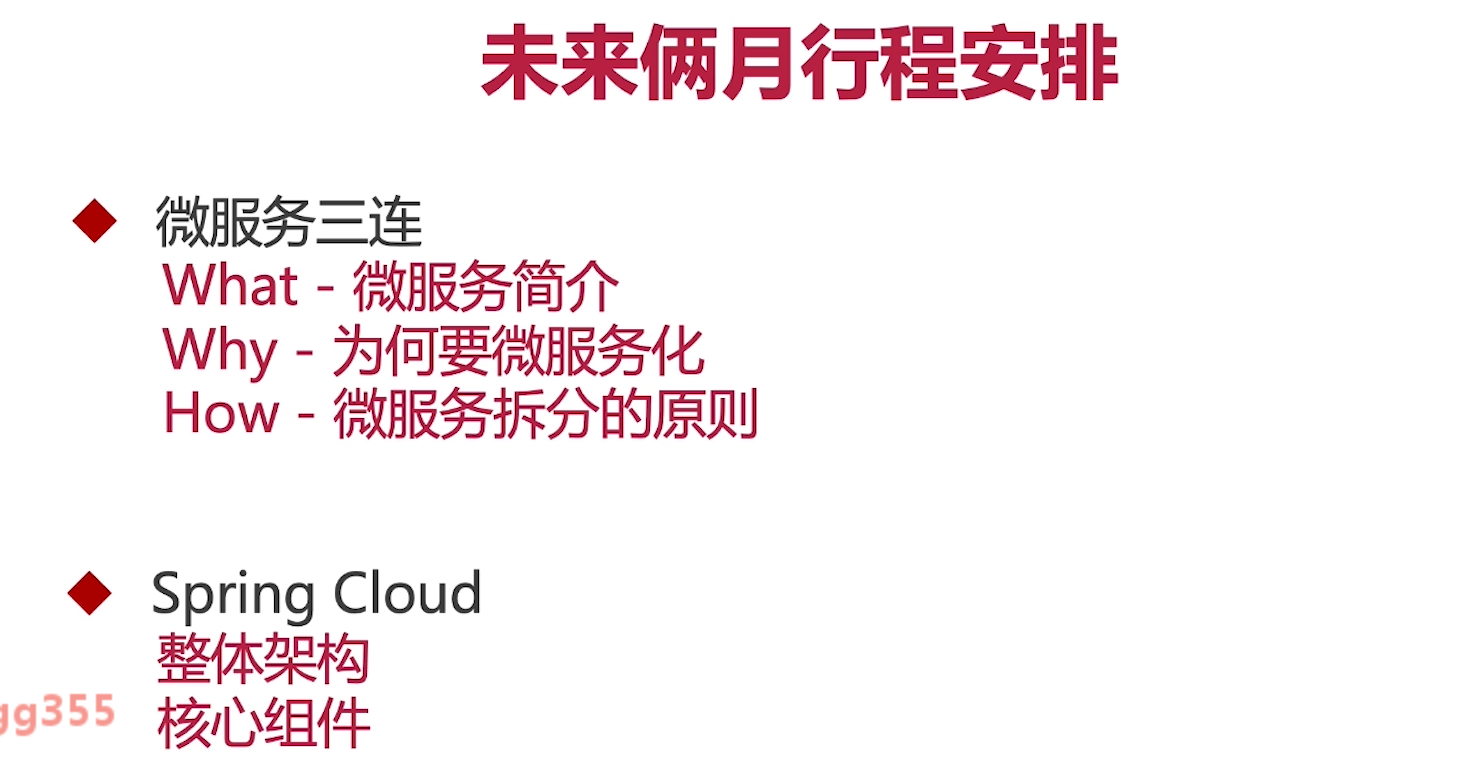 未来俩月行程安排
微服务三连
What - 微服务简介
Why - 为何要微服务化
How - 微服务拆分的原则
Spring Cloud
整体架构
gg355
核心组件